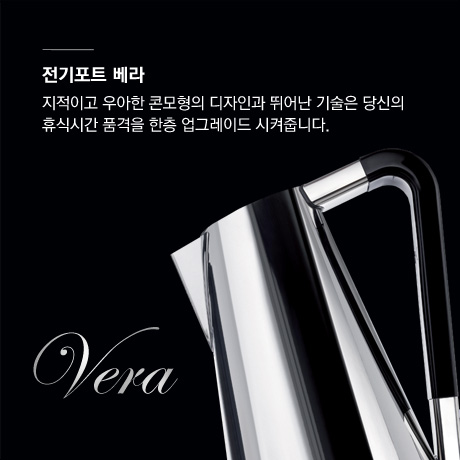 전기포트 베라
지적이고 우아한 콘모형의 디자인과 뛰어난 기술은 당신의
휴식시간 품격을 한층 업그레이드 시켜줍니다.
Vera